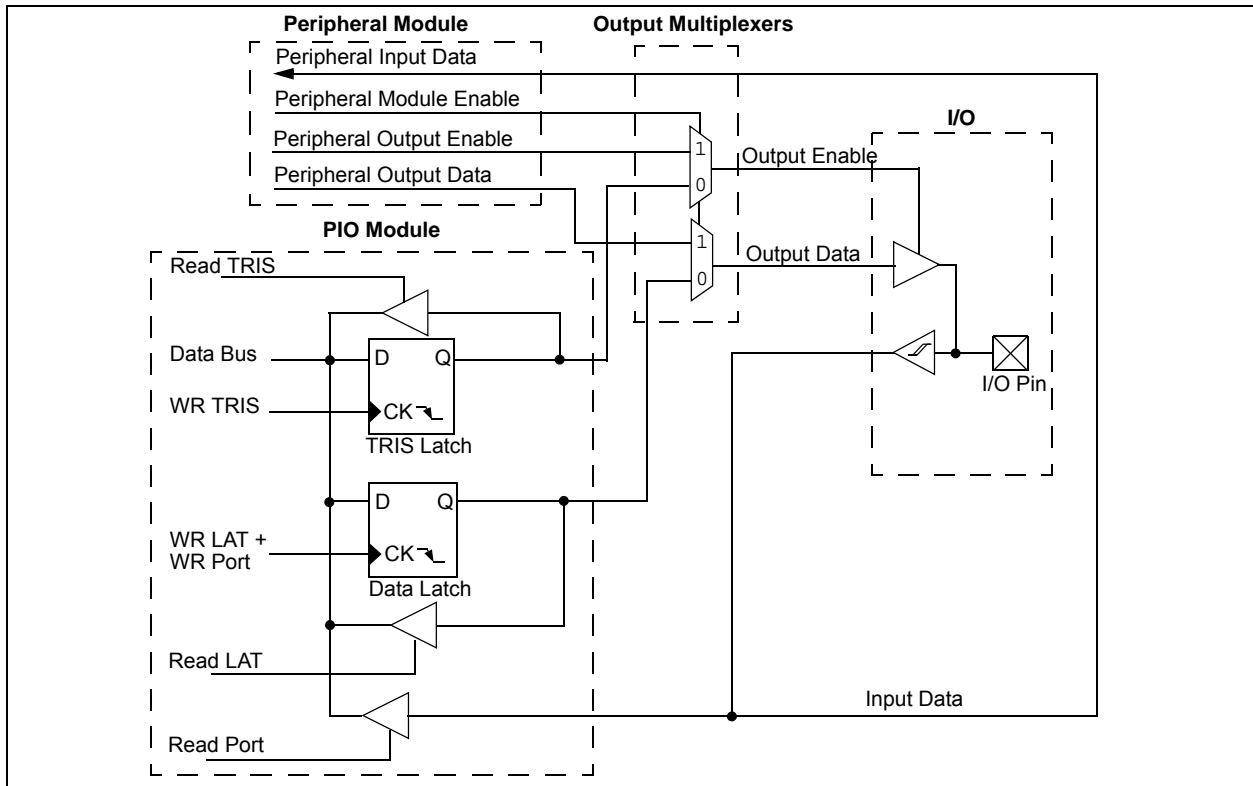 Peripheral Module
Output Multiplexers
Peripheral Input Data
Peripheral Module Enable
Peripheral Output Enable
Peripheral Output Data
1
0
1
0
Output Enable
Output Data
I/O
I/O Pin
PIO Module
Read TRIS
Data Bus
D
Q
WR TRIS
CK
TRIS Latch
D
Q
WR LAT +
WR Port
CK
Data Latch
Read LAT
Read Port
Input Data